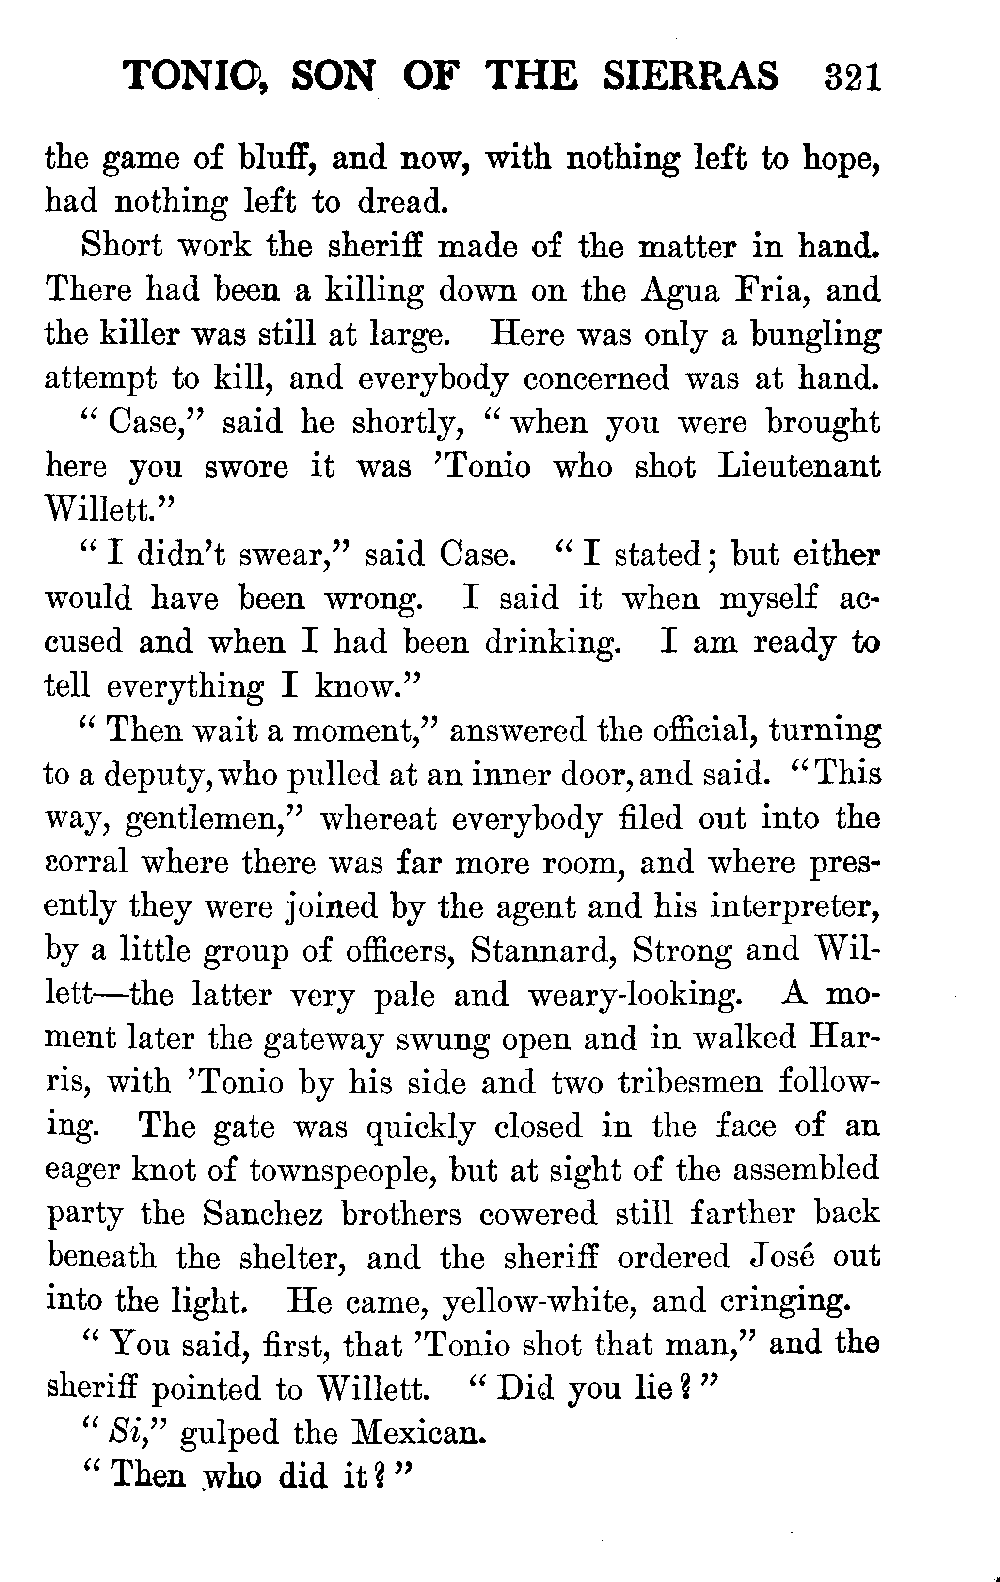 TONIO, SON OF THE SIERRAS 321
the game of bluff, and now, with nothing left to hope,
had nothing left to dread.
Short work the sheriff made of the matter in hand.
There had been a killing down on the Agua Fria, and
the killer was still at large. Here was only a bungling
attempt to kill, and everybody concerned was at hand.
“ Case,” said he shortly, “ when you were brought
here you swore it was ’Tonio who shot Lieutenant
Willett.”
“ I didn’t swear,” said Case. “ I stated; but either
would have been wrong. I said it when myself ac-
cused and when I had been drinking. I am ready to
tell everything I know.”
“ Then wait a moment,” answered the official, turning
to a deputy, who pulled at an inner door, and said. “This
way, gentlemen,” whereat everybody filed out into the
corral where there was far more room, and where pres-
ently they were joined by the agent and his interpreter,
by a little group of officers, Stannard, Strong and Wil-
lett—the latter very pale and weary-looking. A mo-
ment later the gateway swung open and in walked Har-
ris, with ’Tonio by his side and two tribesmen follow-
ing. The gate was quickly closed in the face of an
eager knot of townspeople, but at sight of the assembled
party the Sanchez brothers cowered still farther back
beneath the shelter, and the sheriff ordered José out
into the light. He came, yellow-white, and cringing.
“ You said, first, that ’Tonio shot that man,” and the
sheriff pointed to Willett. “ Did you lie? ”
“ Si,” gulped the Mexican.
“ Then who did it? ”